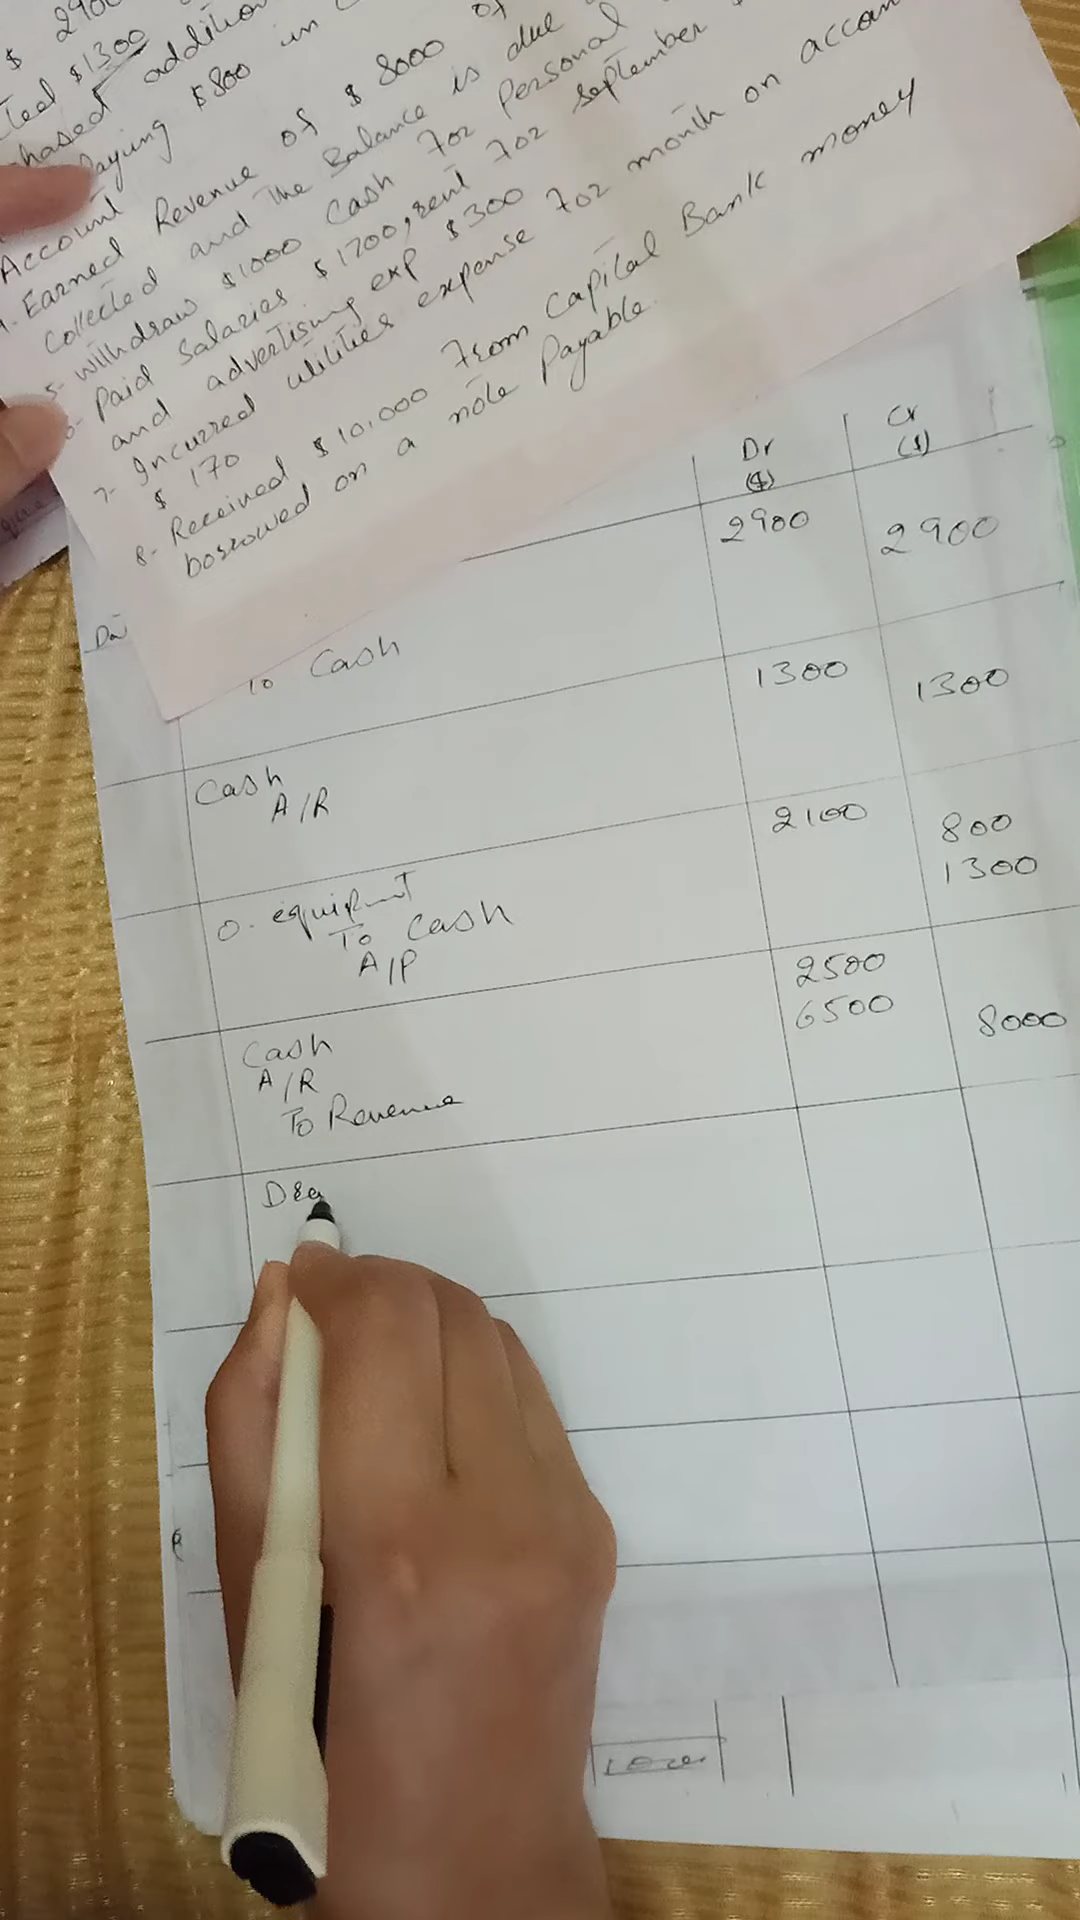 $ 2900
$1300
hased addition
paying $800 in
Account
4. Earned Revenue of $ 8000 of
Collected and the Balance is due
5- withdraw $1000 Cash for Personal
6- Paid Salaries $1700, rent for September
and advertising exp $300
7- Incurred utilities expense for month on accoun
$ 170
8- Received $10,000 from Capital Bank money
borrowed on a note Payable.
Dr Cr
($) ($)
2900 2900
Da
To Cash
1300 1300
Cash
A/R
2100 800
1300
O. equipmt
To Cash
A/P
2500
6500 8000
Cash
A/R
To Revenue
Dra